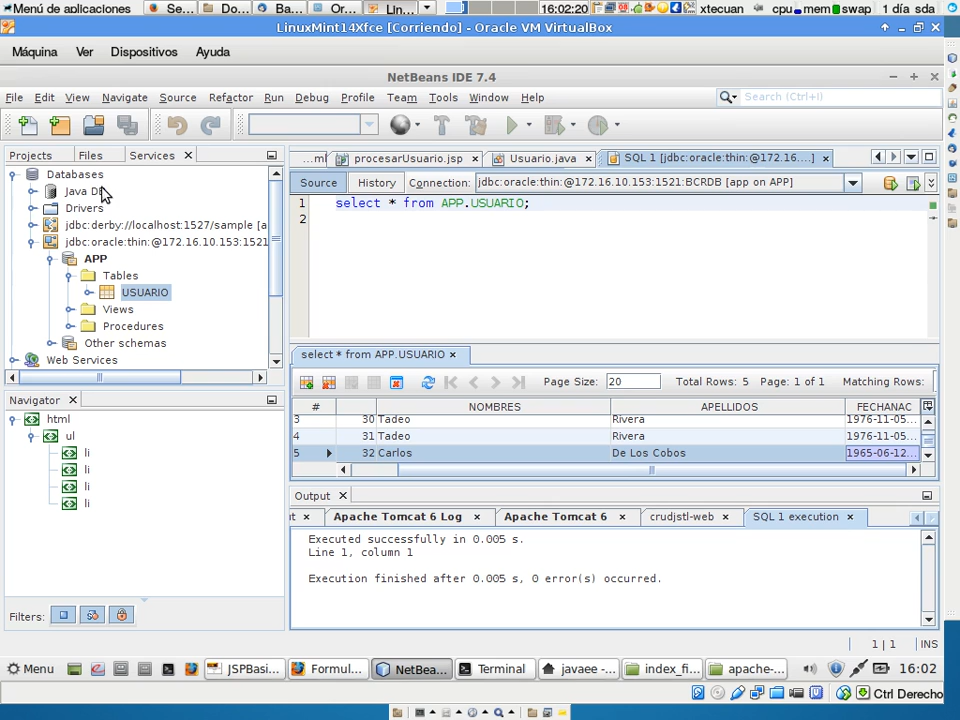 Menú de aplicaciones Se... Do... Ba... Or... Lin... 16:02:20 xtecuan cpu mem swap 1 día sda
LinuxMint14Xfce [Corriendo] - Oracle VM VirtualBox
Máquina Ver Dispositivos Ayuda
NetBeans IDE 7.4
File Edit View Navigate Source Refactor Run Debug Profile Team Tools Window Help Search (Ctrl+I)
Projects Files Services ...ml procesarUsuario.jsp Usuario.java SQL 1 [jdbc:oracle:thin:@172.16....]
Source History Connection: jdbc:oracle:thin:@172.16.10.153:1521:BCRDB [app on APP]
Databases
Java DB
Drivers
jdbc:derby://localhost:1527/sample [a
jdbc:oracle:thin:@172.16.10.153:1521
APP
Tables
USUARIO
Views
Procedures
Other schemas
Web Services
1 select * from APP.USUARIO;
2
select * from APP.USUARIO
Page Size: 20 Total Rows: 5 Page: 1 of 1 Matching Rows:
# NOMBRES APELLIDOS FECHANAC
3 30 Tadeo Rivera 1976-11-05...
4 31 Tadeo Rivera 1976-11-05...
5 32 Carlos De Los Cobos 1965-06-12...
Navigator
html
ul
li
li
li
li
Filters:
Output
t Apache Tomcat 6 Log Apache Tomcat 6 crudjstl-web SQL 1 execution
Executed successfully in 0.005 s.
Line 1, column 1
Execution finished after 0.005 s, 0 error(s) occurred.
1 | 1 INS
Menu JSPBasi... Formul... NetBea... Terminal javaee -... index_fi... apache-... 16:02
Ctrl Derecho